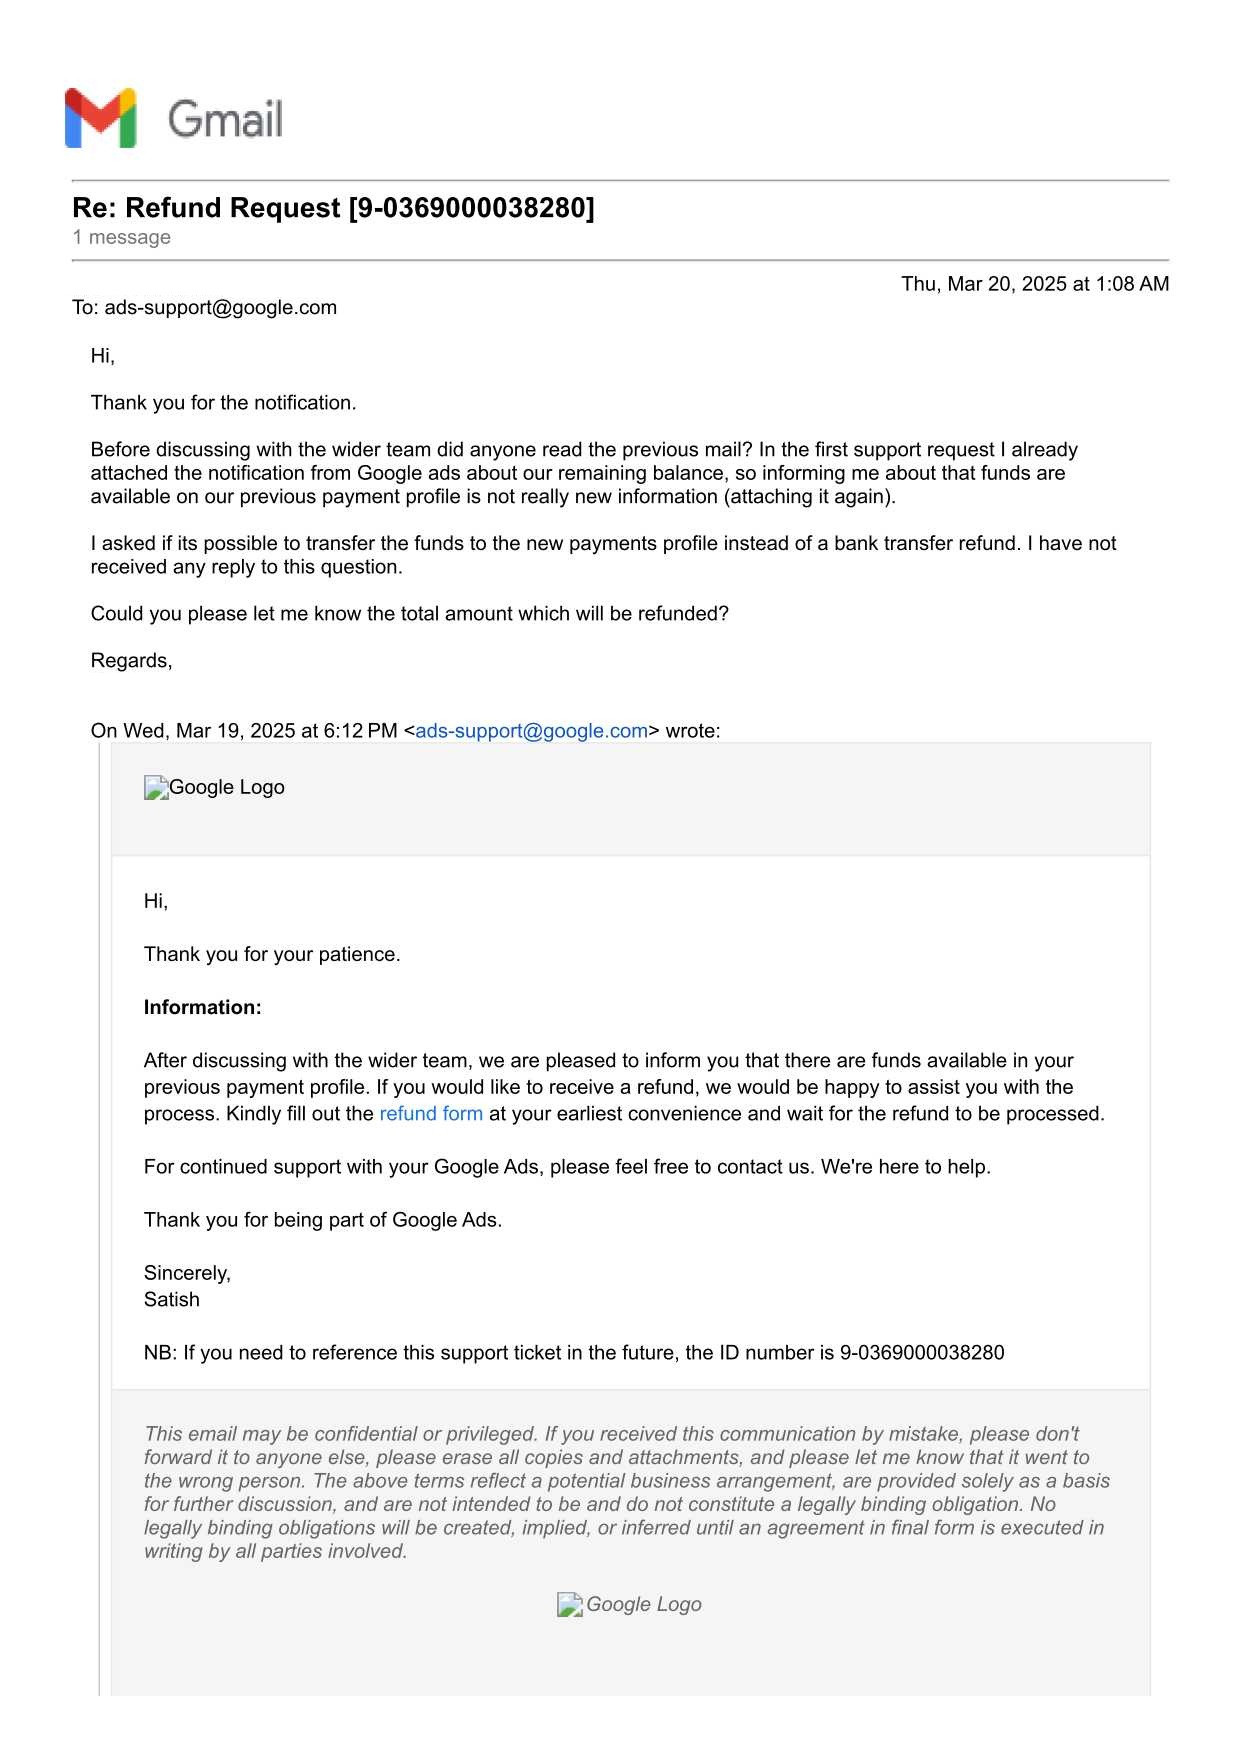 Gmail
Re: Refund Request [9-0369000038280]
1 message
Thu, Mar 20, 2025 at 1:08 AM
To: ads-support@google.com
Hi,
Thank you for the notification.
Before discussing with the wider team did anyone read the previous mail? In the first support request I already
attached the notification from Google ads about our remaining balance, so informing me about that funds are
available on our previous payment profile is not really new information (attaching it again).
I asked if its possible to transfer the funds to the new payments profile instead of a bank transfer refund. I have not
received any reply to this question.
Could you please let me know the total amount which will be refunded?
Regards,
On Wed, Mar 19, 2025 at 6:12 PM <ads-support@google.com> wrote:
Google Logo
Hi,
Thank you for your patience.
Information:
After discussing with the wider team, we are pleased to inform you that there are funds available in your
previous payment profile. If you would like to receive a refund, we would be happy to assist you with the
process. Kindly fill out the refund form at your earliest convenience and wait for the refund to be processed.
For continued support with your Google Ads, please feel free to contact us. We're here to help.
Thank you for being part of Google Ads.
Sincerely,
Satish
NB: If you need to reference this support ticket in the future, the ID number is 9-0369000038280
This email may be confidential or privileged. If you received this communication by mistake, please don't
forward it to anyone else, please erase all copies and attachments, and please let me know that it went to
the wrong person. The above terms reflect a potential business arrangement, are provided solely as a basis
for further discussion, and are not intended to be and do not constitute a legally binding obligation. No
legally binding obligations will be created, implied, or inferred until an agreement in final form is executed in
writing by all parties involved.
Google Logo